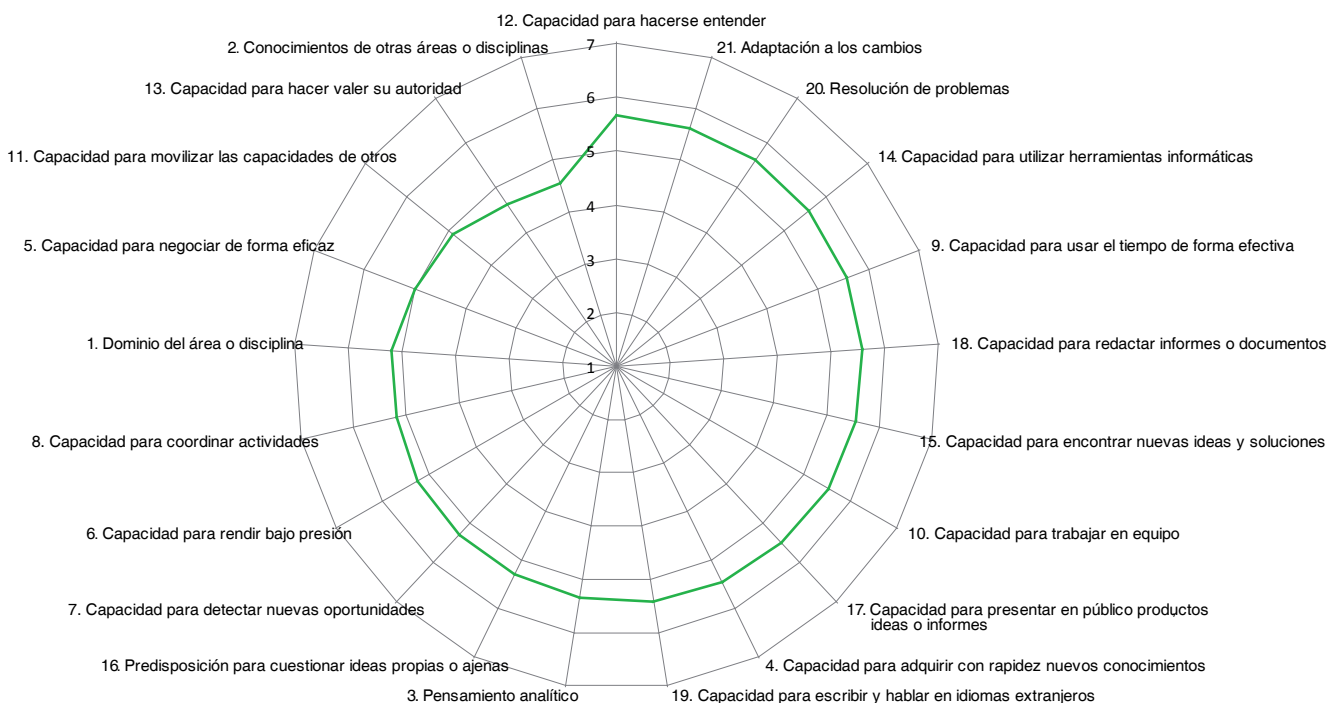 12. Capacidad para hacerse entender
2. Conocimientos de otras áreas o disciplinas
7
21. Adaptación a los cambios
13. Capacidad para hacer valer su autoridad
6
20. Resolución de problemas
11. Capacidad para movilizar las capacidades de otros
5
14. Capacidad para utilizar herramientas informáticas
4
5. Capacidad para negociar de forma eficaz
3
9. Capacidad para usar el tiempo de forma efectiva
2
1. Dominio del área o disciplina
1
18. Capacidad para redactar informes o documentos
8. Capacidad para coordinar actividades
15. Capacidad para encontrar nuevas ideas y soluciones
6. Capacidad para rendir bajo presión
10. Capacidad para trabajar en equipo
7. Capacidad para detectar nuevas oportunidades
17. Capacidad para presentar en público productos,
ideas o informes
16. Predisposición para cuestionar ideas propias o ajenas
4. Capacidad para adquirir con rapidez nuevos conocimientos
3. Pensamiento analítico
19. Capacidad para escribir y hablar en idiomas extranjeros